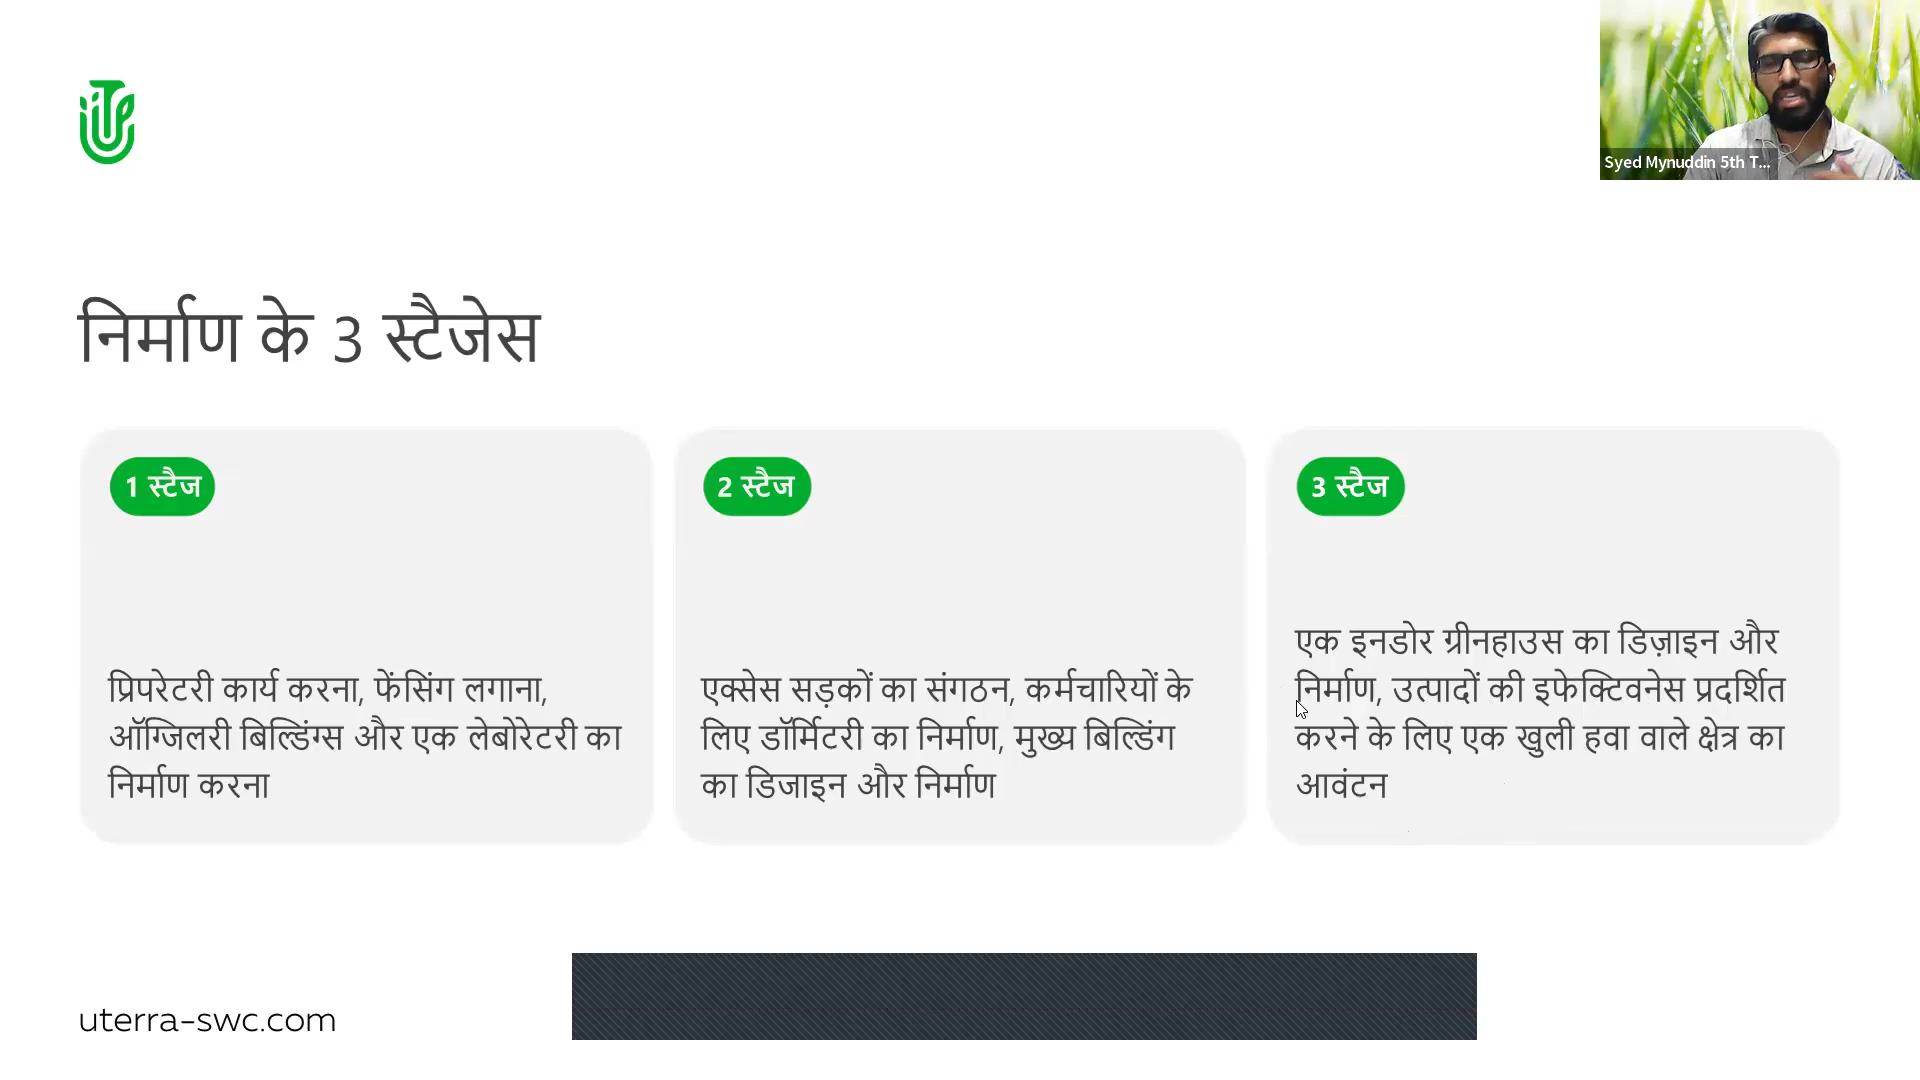 Syed Mynuddin 5th T...
निर्माण के 3 स्टैजेस
1 स्टैज
प्रिपरेटरी कार्य करना, फेंसिंग लगाना,
ऑग्जिलरी बिल्डिंग्स और एक लेबोरेटरी का
निर्माण करना
2 स्टैज
एक्सेस सड़कों का संगठन, कर्मचारियों के
लिए डॉर्मिटरी का निर्माण, मुख्य बिल्डिंग
का डिजाइन और निर्माण
3 स्टैज
एक इनडोर ग्रीनहाउस का डिज़ाइन और
निर्माण, उत्पादों की इफेक्टिवनेस प्रदर्शित
करने के लिए एक खुली हवा वाले क्षेत्र का
आवंटन
uterra-swc.com